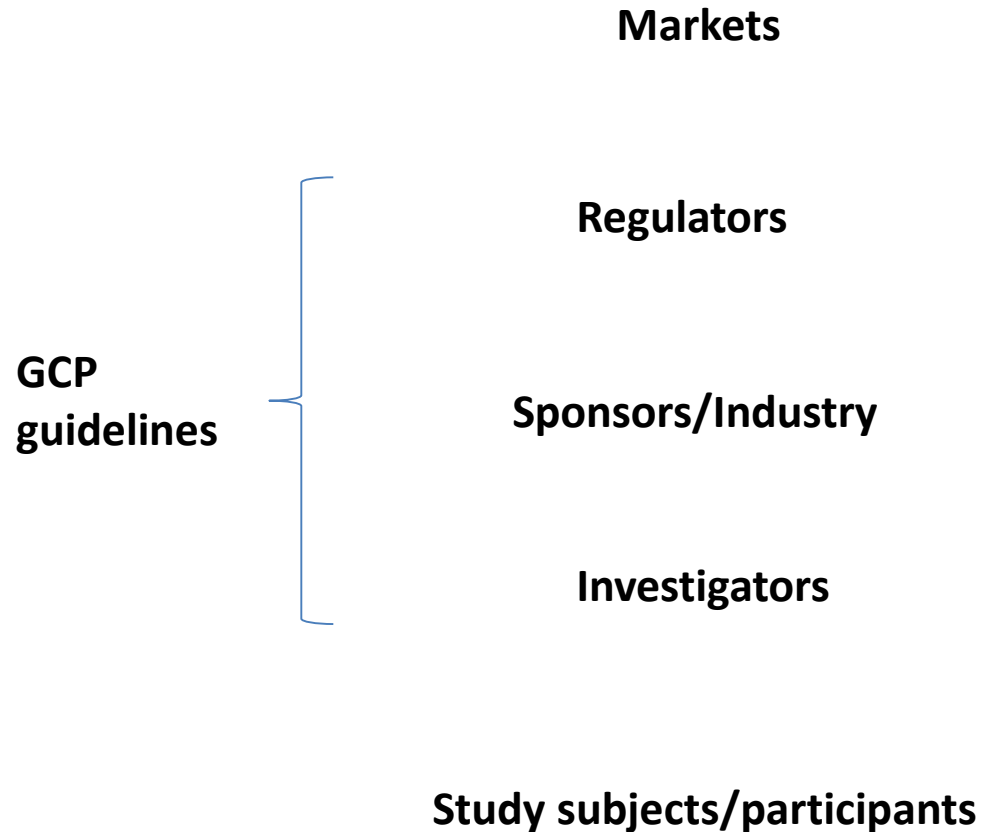 Markets
Regulators
GCP
guidelines
Sponsors/Industry
Investigators
Study subjects/participants